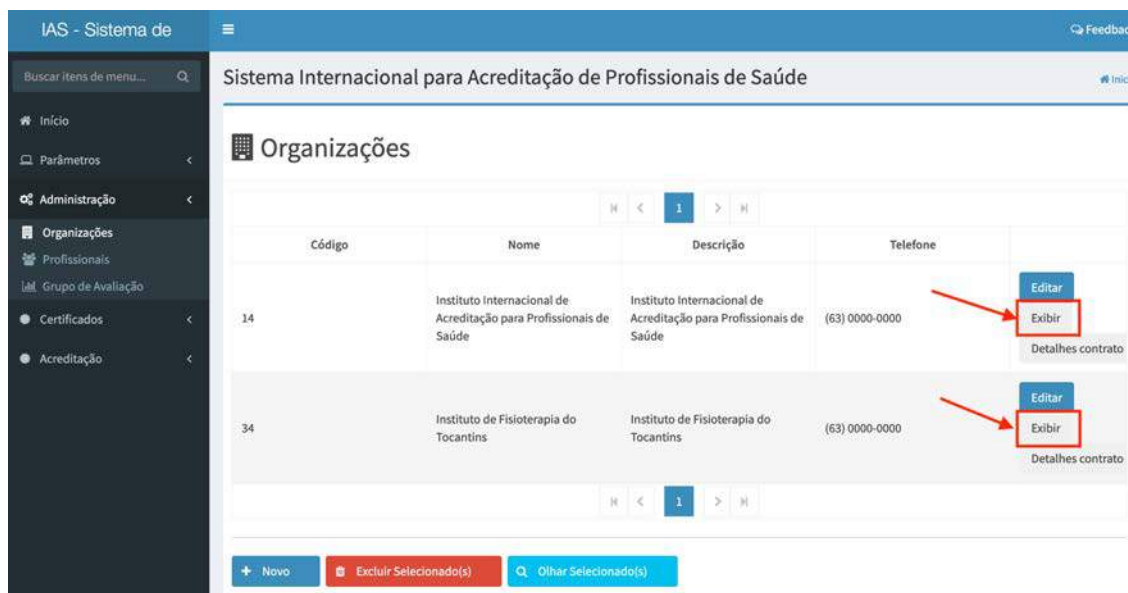 IAS - Sistema de
Feedbac
Buscar itens de menu...
Sistema Internacional para Acreditação de Profissionais de Saúde
Iníc
Início
Parâmetros
Organizações
Administração
1
Organizações
Código Nome Descrição Telefone
Profissionais
Grupo de Avaliação
Certificados
Acreditação
14
Instituto Internacional de
Acreditação para Profissionais de
Saúde
Instituto Internacional de
Acreditação para Profissionais de
Saúde
(63) 0000-0000
Editar
Exibir
Detalhes contrato
34
Instituto de Fisioterapia do
Tocantins
Instituto de Fisioterapia do
Tocantins
(63) 0000-0000
Editar
Exibir
Detalhes contrato
1
+ Novo
Excluir Selecionado(s)
Olhar Selecionado(s)